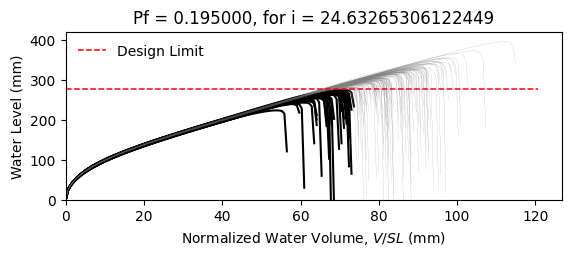 Pf = 0.195000, for i = 24.63265306122449
Water Level (mm)
400
300
200
100
0
Design Limit
0 20 40 60 80 100 120
Normalized Water Volume, V/SL (mm)